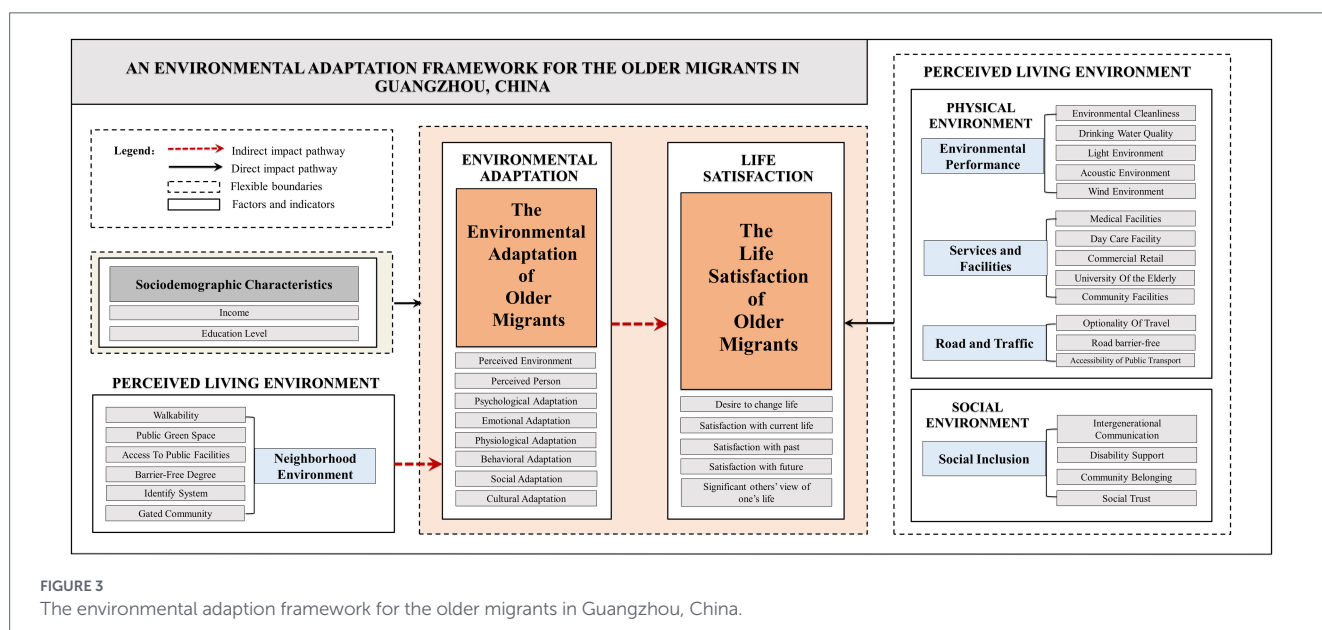 AN ENVIRONMENTAL ADAPTATION FRAMEWORK FOR THE OLDER MIGRANTS IN
GUANGZHOU, CHINA
Legend:
Indirect impact pathway
Direct impact pathway
Flexible boundaries
Factors and indicators
Sociodemographic Characteristics
Income
Education Level
PERCEIVED LIVING ENVIRONMENT
Walkability
Public Green Space
Access To Public Facilities
Barrier-Free Degree
Identify System
Gated Community
Neighborhood
Environment
ENVIRONMENTAL
ADAPTATION
The
Environmental
Adaptation
of
Older
Migrants
Perceived Environment
Perceived Person
Psychological Adaptation
Emotional Adaptation
Physiological Adaptation
Behavioral Adaptation
Social Adaptation
Cultural Adaptation
LIFE
SATISFACTION
The
Life
Satisfaction
of
Older
Migrants
Desire to change life
Satisfaction with current life
Satisfaction with past
Satisfaction with future
Significant others' view of
one's life
PERCEIVED LIVING ENVIRONMENT
PHYSICAL
ENVIRONMENT
Environmental
Performance
Environmental Cleanliness
Drinking Water Quality
Light Environment
Acoustic Environment
Wind Environment
Services and
Facilities
Medical Facilities
Day Care Facility
Commercial Retail
University Of the Elderly
Community Facilities
Road and Traffic
Optionality Of Travel
Road barrier-free
Accessibility of Public Transport
SOCIAL
ENVIRONMENT
Social Inclusion
Intergenerational
Communication
Disability Support
Community Belonging
Social Trust
FIGURE 3
The environmental adaption framework for the older migrants in Guangzhou, China.